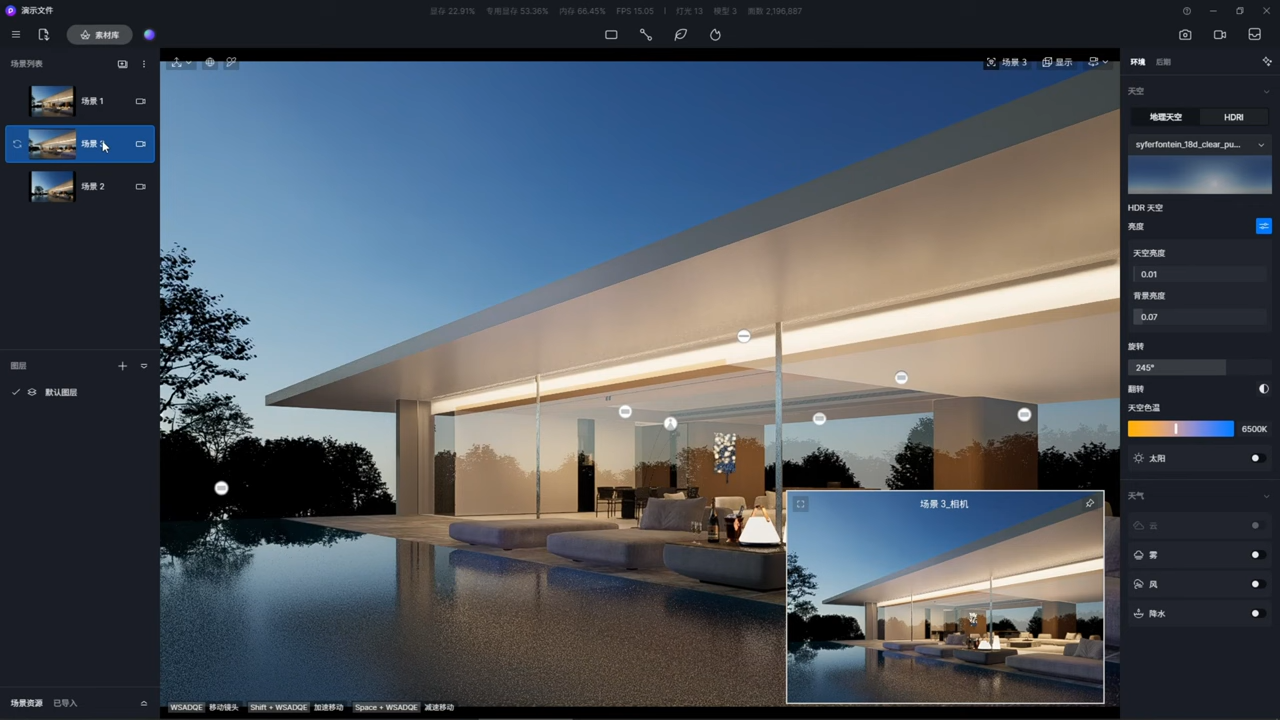 演示文件
显存 22.91% 专用显存 53.36% 内存 66.45% FPS 15.05 | 灯光 13 模型 3 面数 2,196,887
素材库
场景列表
场景 1
场景
场景 2
图层
默认图层
场景资源 已导入
场景 3 显示
场景 3_相机
WSADQE 移动镜头 Shift + WSADQE 加速移动 Space + WSADQE 减速移动
环境 后期
天空
地理天空 HDRI
syferfontein_18d_clear_pu...
HDR 天空
亮度
天空亮度
0.01
背景亮度
0.07
旋转
245°
翻转
天空色温
6500K
太阳
天气
云
雾
风
降水